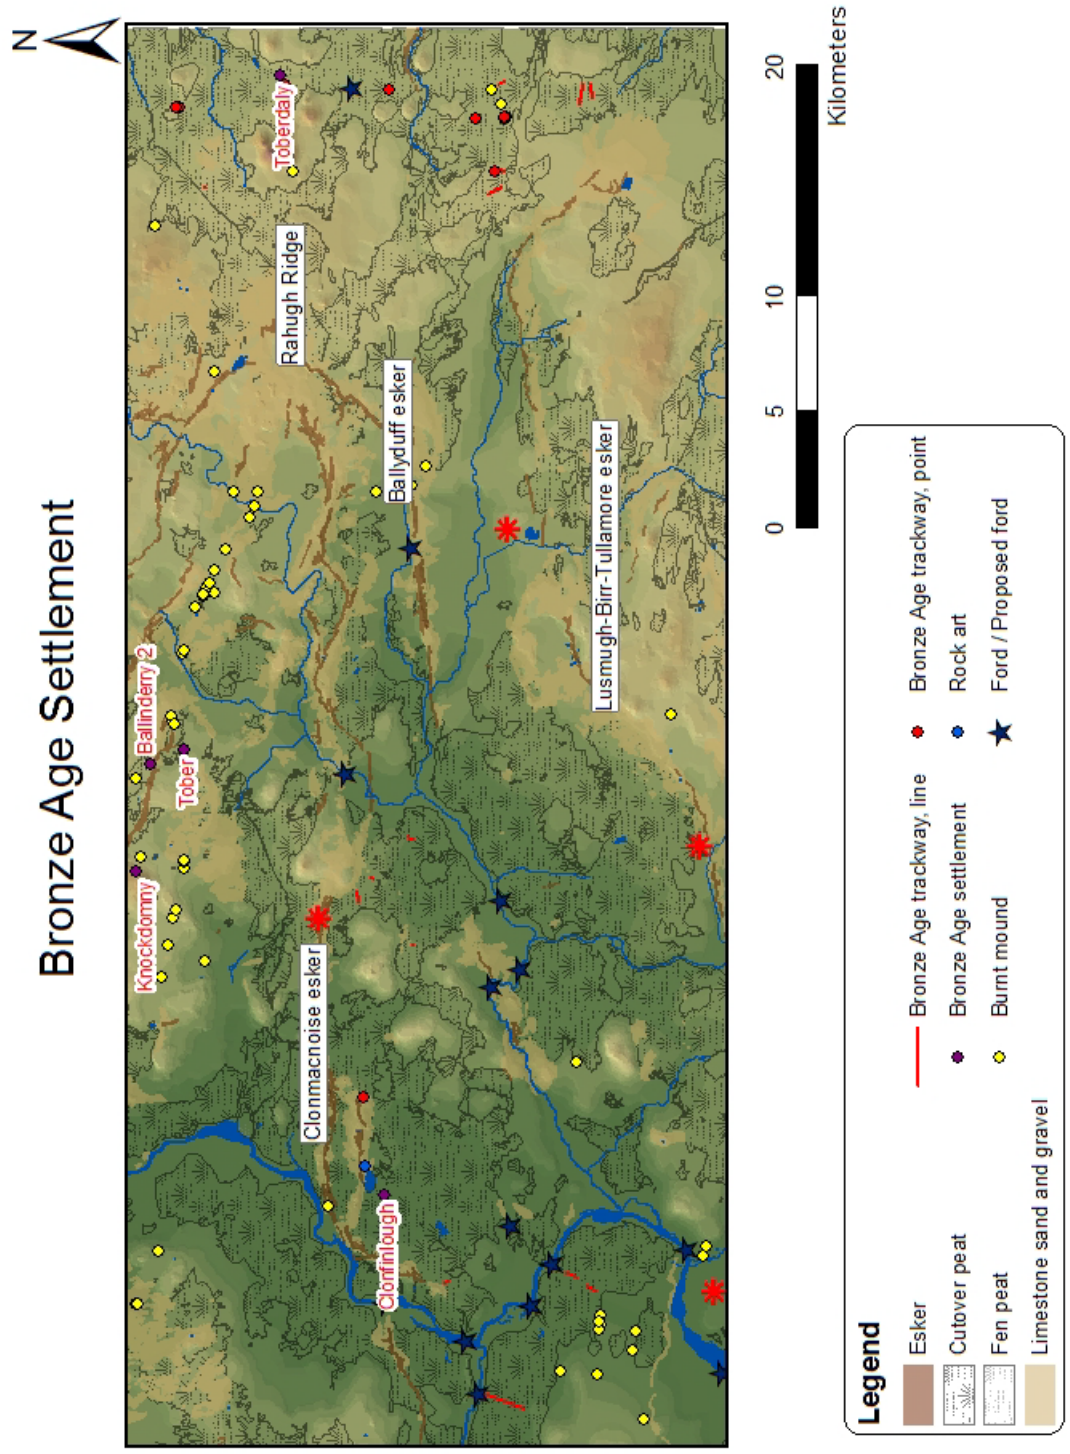 Bronze Age Settlement
N
Knockdomny
Ballinderry 2
Tober
Toberdaly
Rahugh Ridge
Clonmacnoise esker
Ballyduff esker
Clonfinlough
Lusmugh-Birr-Tullamore esker
0 5 10 20
Kilometers
Legend
Esker
Cutover peat
Fen peat
Limestone sand and gravel
Bronze Age trackway, line
Bronze Age settlement
Burnt mound
Bronze Age trackway, point
Rock art
Ford / Proposed ford